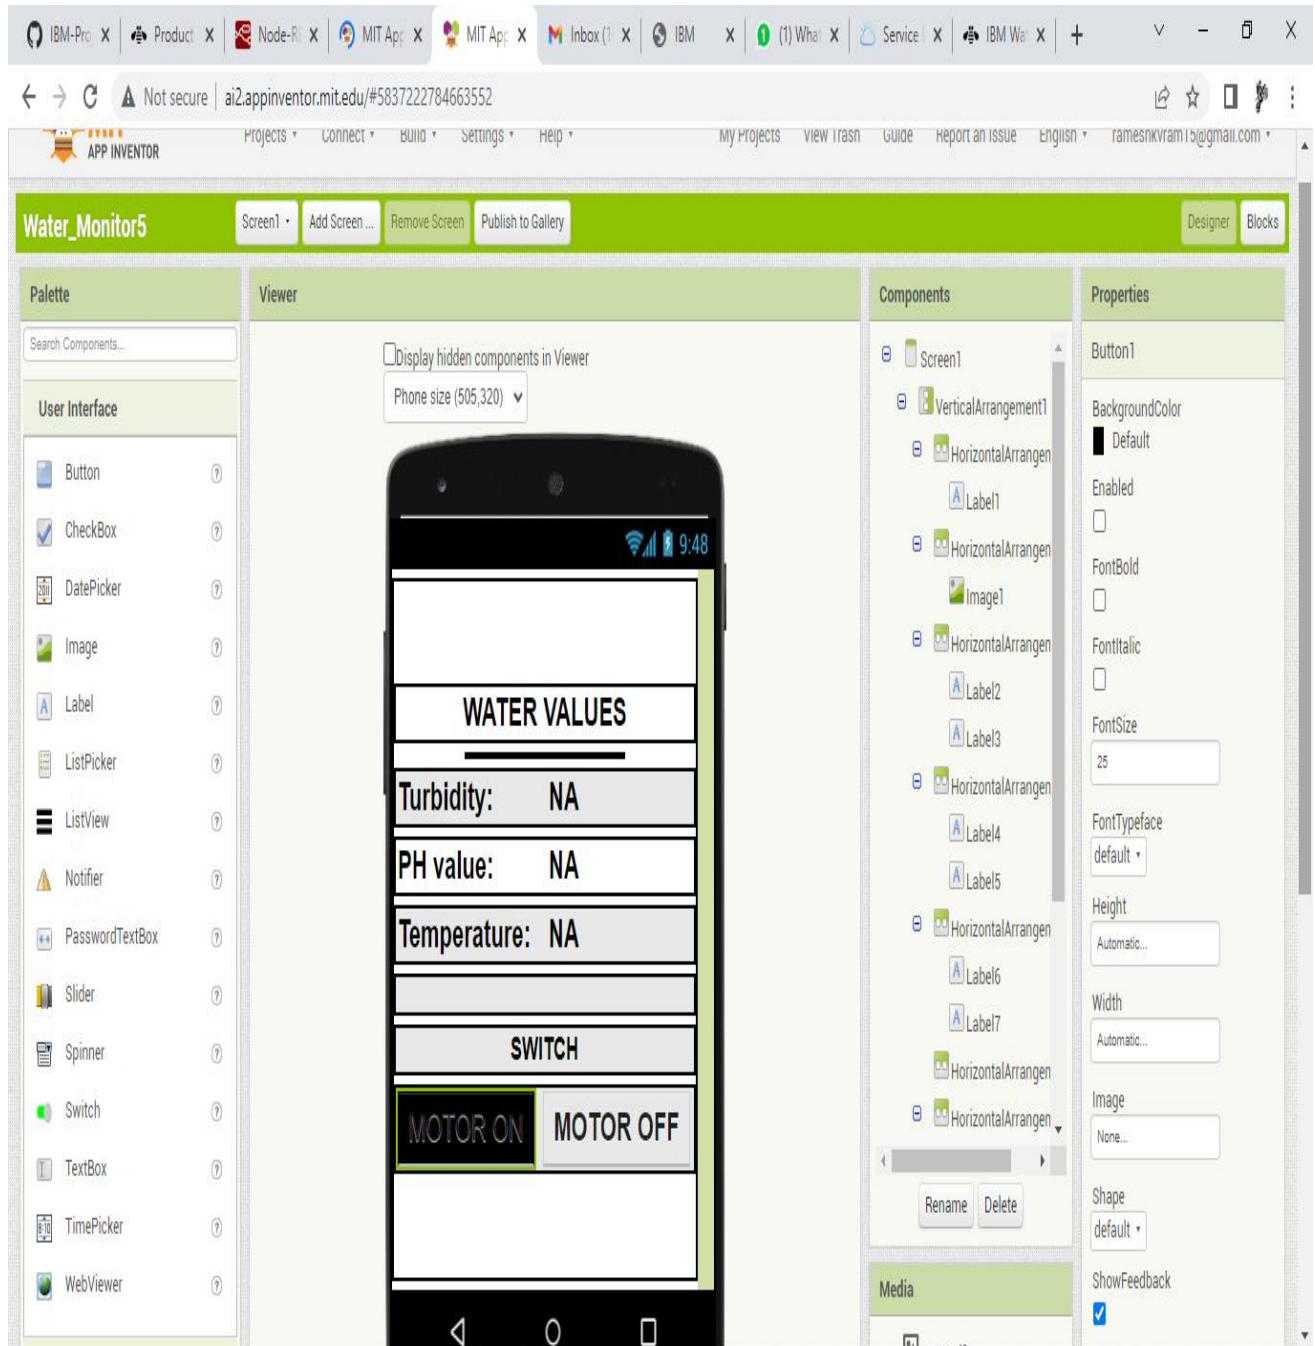 IBM-Pro Product Node-R MIT App MIT App Inbox (1 IBM (1) What Service IBM Wa
Not secure ai2.appinventor.mit.edu/#5837222784663552
MIT
APP INVENTOR
Projects Connect Build Settings Help My Projects View Trash Guide Report an Issue English rameshkvram15@gmail.com
Water_Monitor5 Screen1 Add Screen ... Remove Screen Publish to Gallery Designer Blocks
Palette
Search Components...
User Interface
Button
CheckBox
DatePicker
Image
Label
ListPicker
ListView
Notifier
PasswordTextBox
Slider
Spinner
Switch
TextBox
TimePicker
WebViewer
Viewer
Display hidden components in Viewer
Phone size (505,320)
9:48
WATER VALUES
Turbidity: NA
PH value: NA
Temperature: NA
SWITCH
MOTOR ON MOTOR OFF
Components
Screen1
VerticalArrangement1
HorizontalArrangen
Label1
HorizontalArrangen
Image1
HorizontalArrangen
Label2
Label3
HorizontalArrangen
Label4
Label5
HorizontalArrangen
Label6
Label7
HorizontalArrangen
HorizontalArrangen
Rename Delete
Media
Properties
Button1
BackgroundColor
Default
Enabled
FontBold
FontItalic
FontSize
25
FontTypeface
default
Height
Automatic...
Width
Automatic...
Image
None...
Shape
default
ShowFeedback